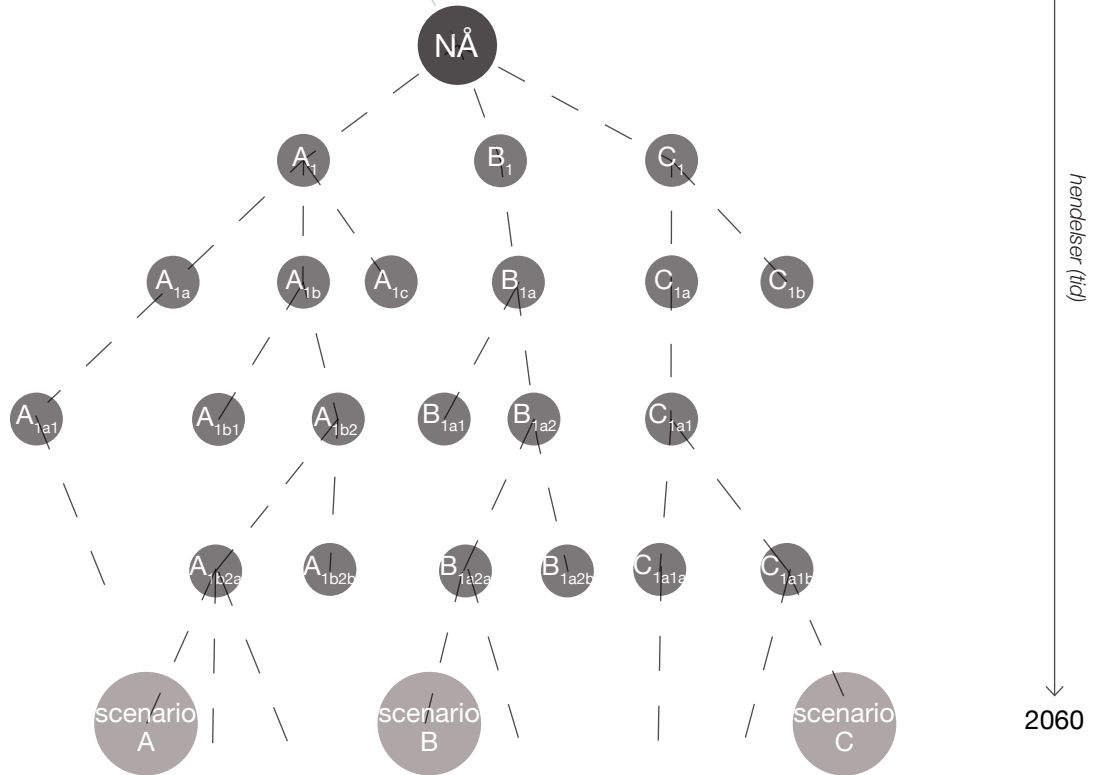 NÅ
A1
B1
C1
A1a
A1b
A1c
B1a
C1a
C1b
A1a1
A1b1
A1b2
B1a1
B1a2
C1a1
A1b2a
A1b2b
B1a2a
B1a2b
C1a1a
C1a1b
scenario
A
scenario
B
scenario
C
hendelser (tid)
2060